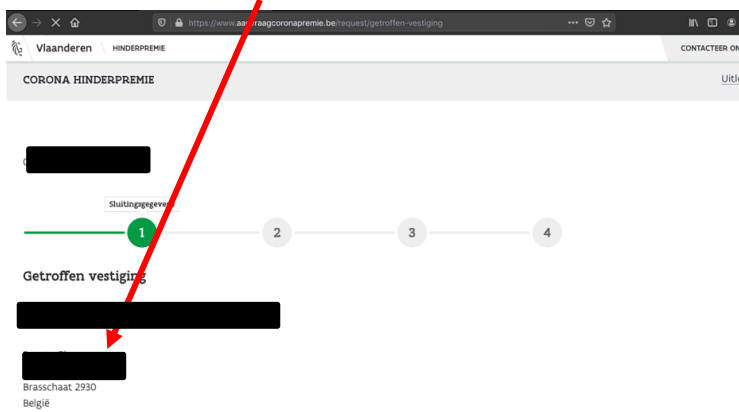 https://www.aanvraagcoronapremie.be/request/getroffen-vestiging
Vlaanderen HINDERPREMIE CONTACTEER ON
CORONA HINDERPREMIE Uitl
Sluitingsgegevens
1 2 3 4
Getroffen vestiging
Brasschaat 2930
België